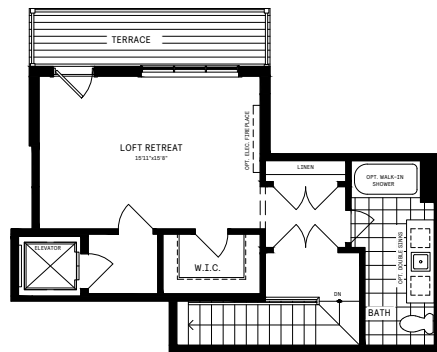 TERRACE
LOFT RETREAT
15'11"x15'8"
OPT. ELEC. FIREPLACE
LINEN
OPT. WALK-IN
SHOWER
ELEVATOR
W.I.C.
OPT. DOUBLE SINKS
DN
BATH